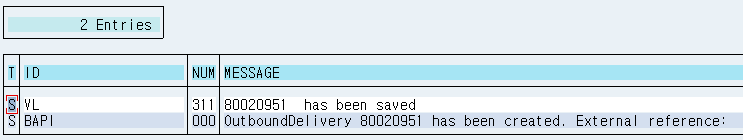 2 Entries
T ID NUM MESSAGE
S VL 311 80020951  has been saved
S BAPI 000 OutboundDelivery 80020951 has been created. External reference: